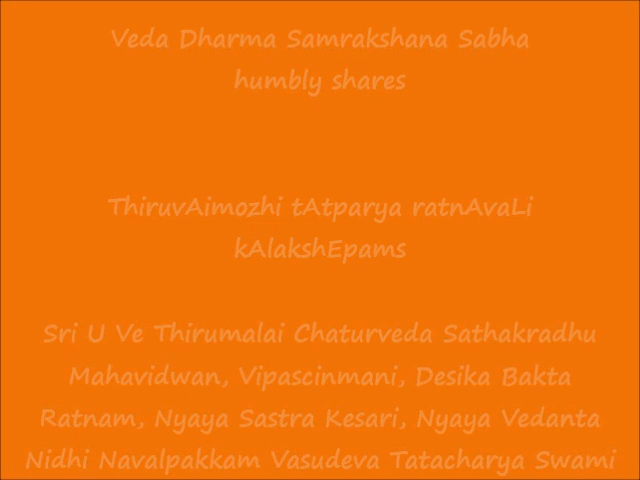 Veda Dharma Samrakshana Sabha
humbly shares
ThiruvAimozhi tAtparya ratnAvaLi
kAlakshEpams
Sri U Ve Thirumalai Chaturveda Sathakradhu
Mahavidwan, Vipascinmani, Desika Bakta
Ratnam, Nyaya Sastra Kesari, Nyaya Vedanta
Nidhi Navalpakkam Vasudeva Tatacharya Swami